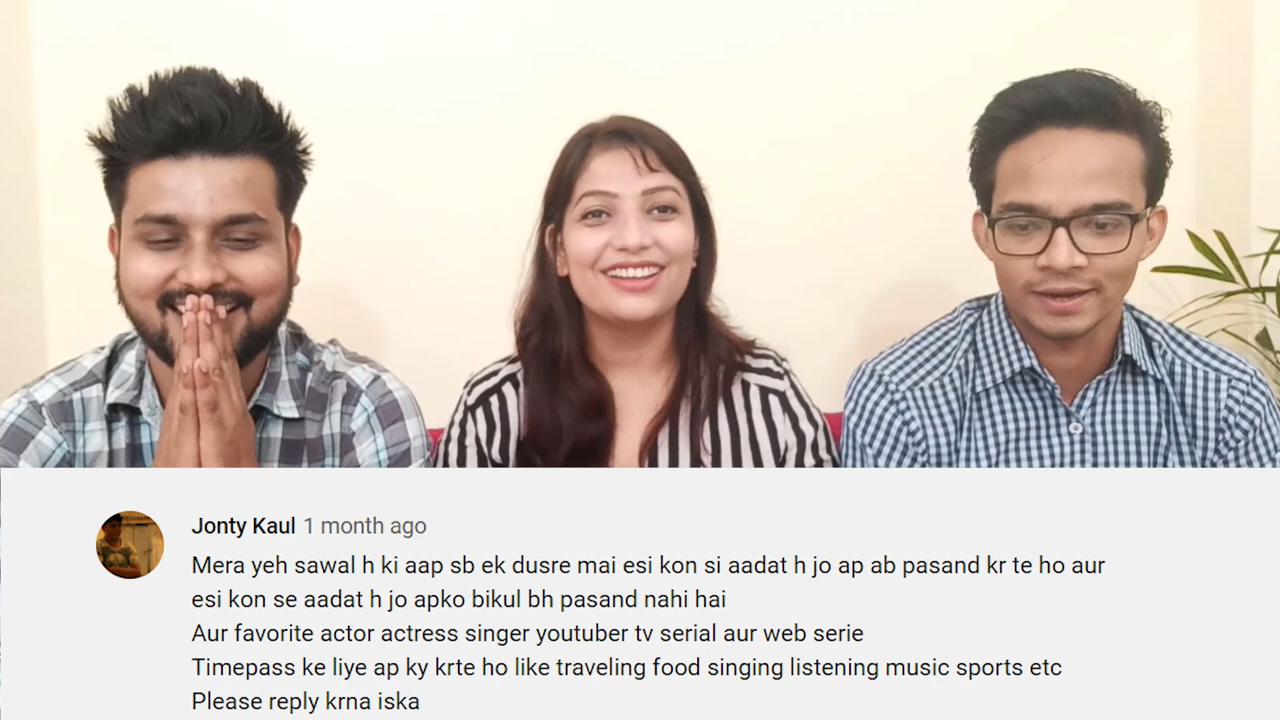 Jonty Kaul 1 month ago
Mera yeh sawal h ki aap sb ek dusre mai esi kon si aadat h jo ap ab pasand kr te ho aur
esi kon se aadat h jo apko bikul bh pasand nahi hai
Aur favorite actor actress singer youtuber tv serial aur web serie
Timepass ke liye ap ky krte ho like traveling food singing listening music sports etc
Please reply krna iska